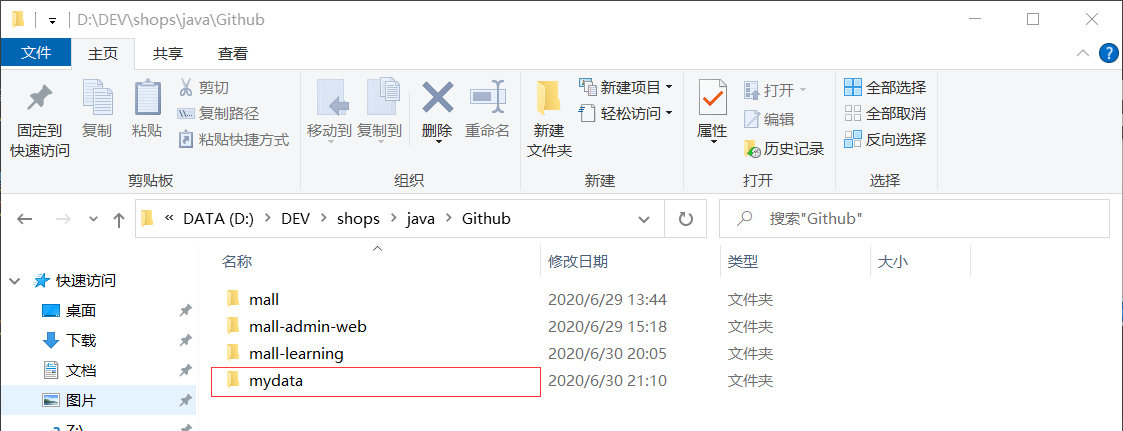 D:\DEV\shops\java\Github
文件 主页 共享 查看
固定到快速访问 复制 粘贴 剪切 复制路径 粘贴快捷方式
移动到 复制到 删除 重命名
新建文件夹 新建项目 轻松访问
属性 打开 编辑 历史记录
全部选择 全部取消 反向选择
剪贴板 组织 新建 打开 选择
« DATA (D:) > DEV > shops > java > Github
搜索"Github"
名称 修改日期 类型 大小
快速访问
桌面
下载
文档
图片
mall 2020/6/29 13:44 文件夹
mall-admin-web 2020/6/29 15:18 文件夹
mall-learning 2020/6/30 20:05 文件夹
mydata 2020/6/30 21:10 文件夹